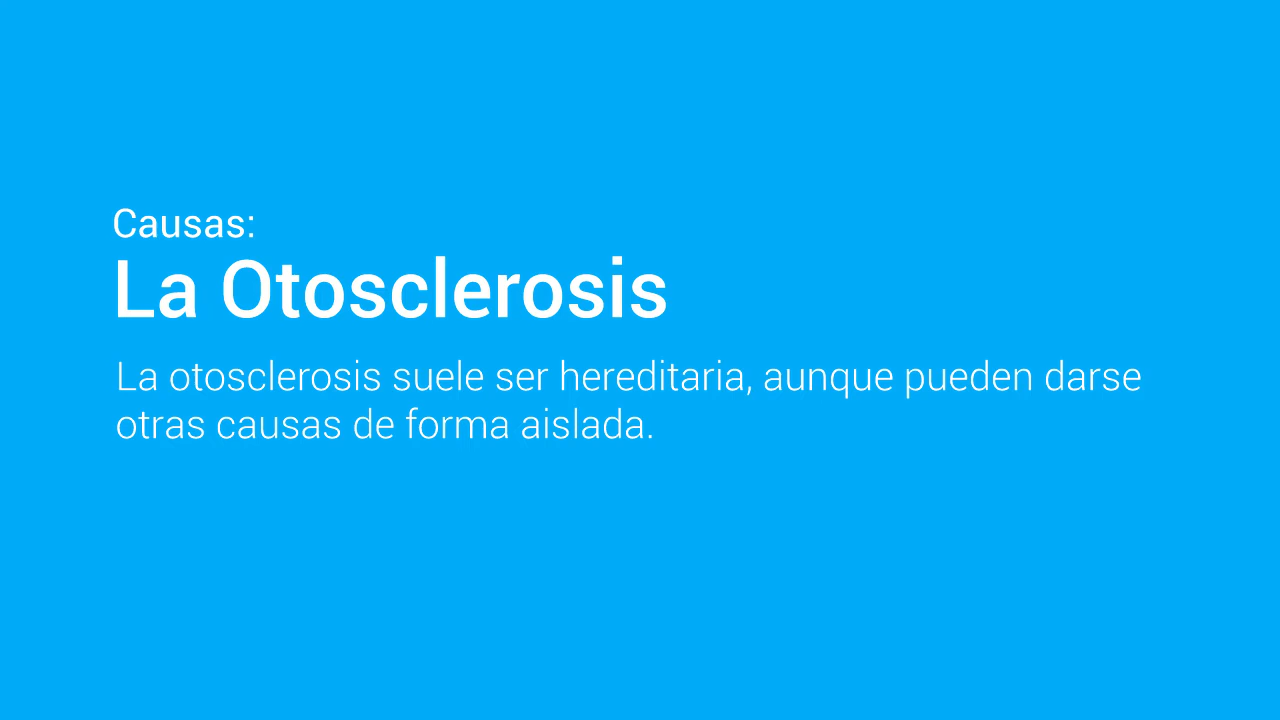 Causas:
La Otosclerosis
La otosclerosis suele ser hereditaria, aunque pueden darse
otras causas de forma aislada.